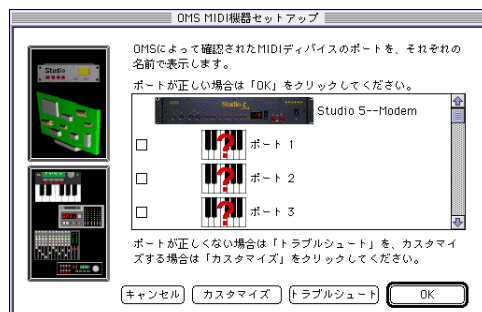 OMS MIDI機器セットアップ
OMSによって確認されたMIDIディバイスのポートを、それぞれの
名前で表示します。
ポートが正しい場合は「OK」をクリックしてください。
Studio
Studio 5
Studio 5--Modem
ポート 1
ポート 2
ポート 3
ポートが正しくない場合は「トラブルシュート」を、カスタマイ
ズする場合は「カスタマイズ」をクリックしてください。
キャンセル カスタマイズ トラブルシュート OK